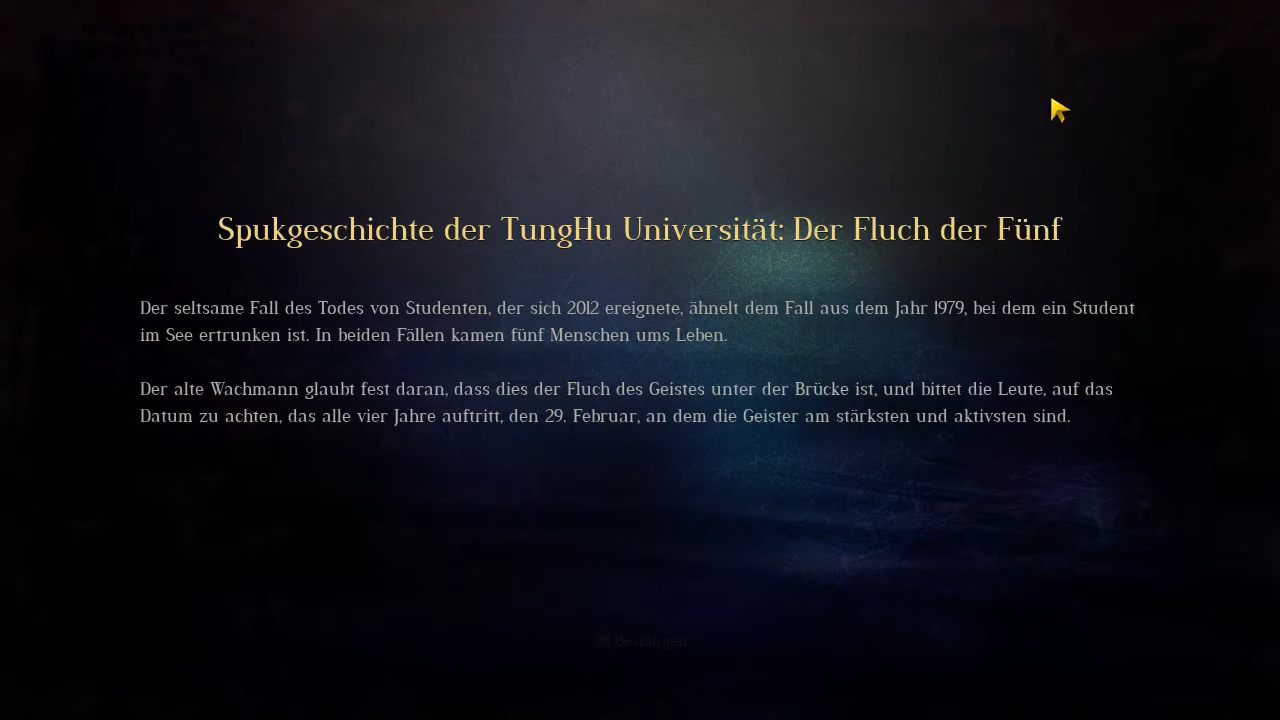 Spukgeschichte der TungHu Universität: Der Fluch der Fünf
Der seltsame Fall des Todes von Studenten, der sich 2012 ereignete, ähnelt dem Fall aus dem Jahr 1979, bei dem ein Student
im See ertrunken ist. In beiden Fällen kamen fünf Menschen ums Leben.
Der alte Wachmann glaubt fest daran, dass dies der Fluch des Geistes unter der Brücke ist, und bittet die Leute, auf das
Datum zu achten, das alle vier Jahre auftritt, den 29. Februar, an dem die Geister am stärksten und aktivsten sind.
Bestätigen